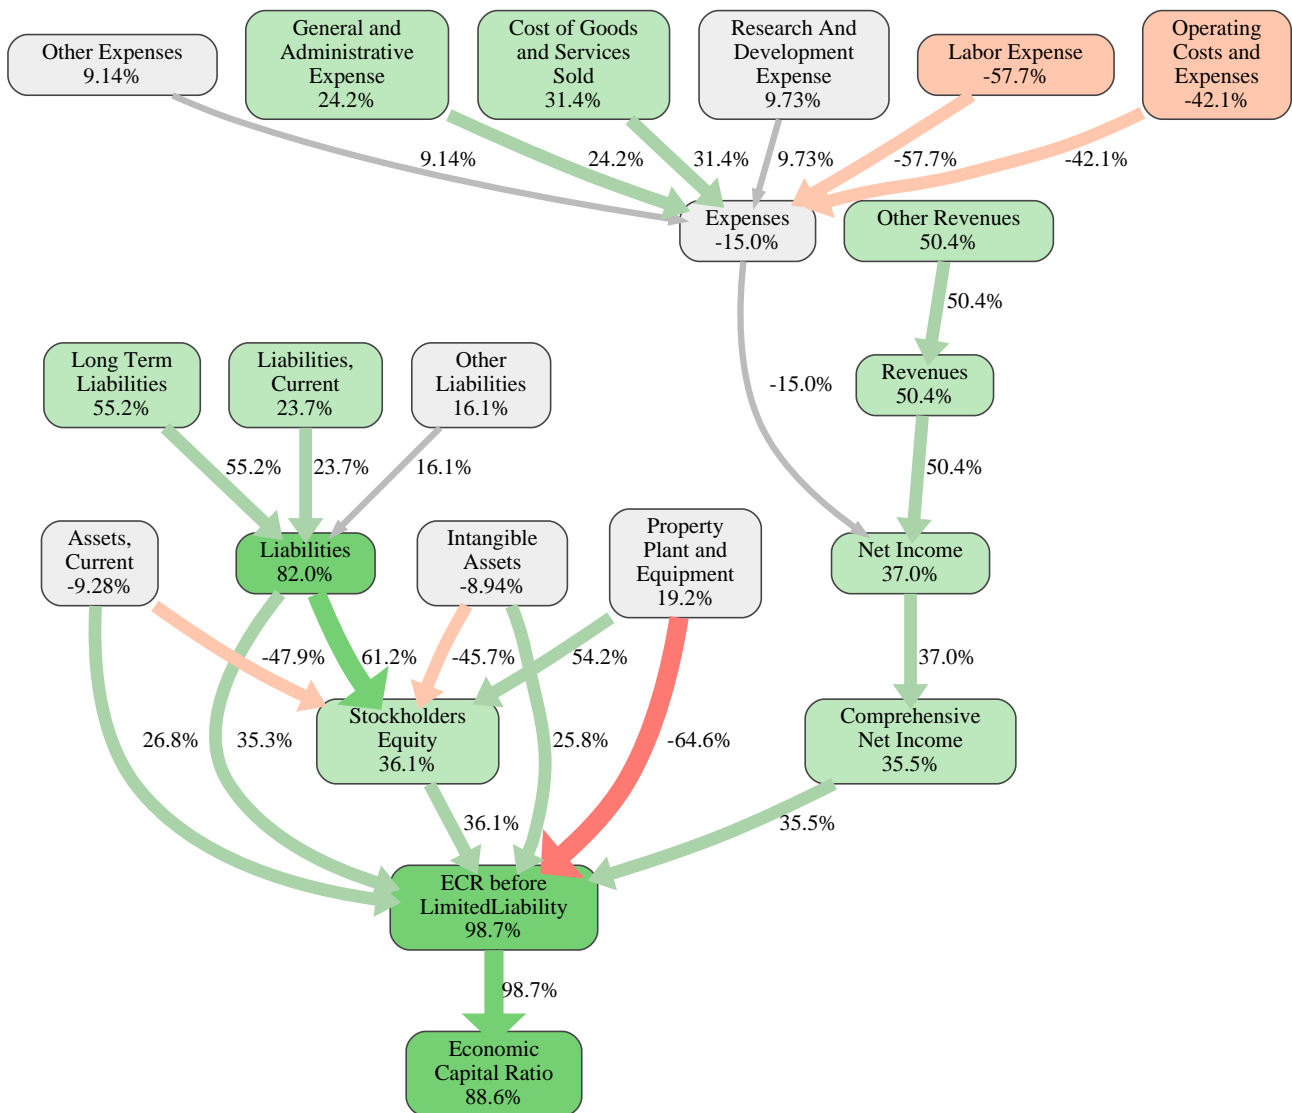 Other Expenses
9.14%
General and
Administrative
Expense
24.2%
Cost of Goods
and Services
Sold
31.4%
Research And
Development
Expense
9.73%
Labor Expense
-57.7%
Operating
Costs and
Expenses
-42.1%
9.14%
24.2%
31.4%
9.73%
-57.7%
-42.1%
Expenses
-15.0%
Other Revenues
50.4%
50.4%
Long Term
Liabilities
55.2%
Liabilities,
Current
23.7%
Other
Liabilities
16.1%
-15.0%
Revenues
50.4%
55.2%
23.7%
16.1%
50.4%
Assets,
Current
-9.28%
Liabilities
82.0%
Intangible
Assets
-8.94%
Property
Plant and
Equipment
19.2%
Net Income
37.0%
-47.9%
61.2%
-45.7%
54.2%
37.0%
26.8%
35.3%
Stockholders
Equity
36.1%
25.8%
-64.6%
Comprehensive
Net Income
35.5%
36.1%
35.5%
ECR before
LimitedLiability
98.7%
98.7%
Economic
Capital Ratio
88.6%